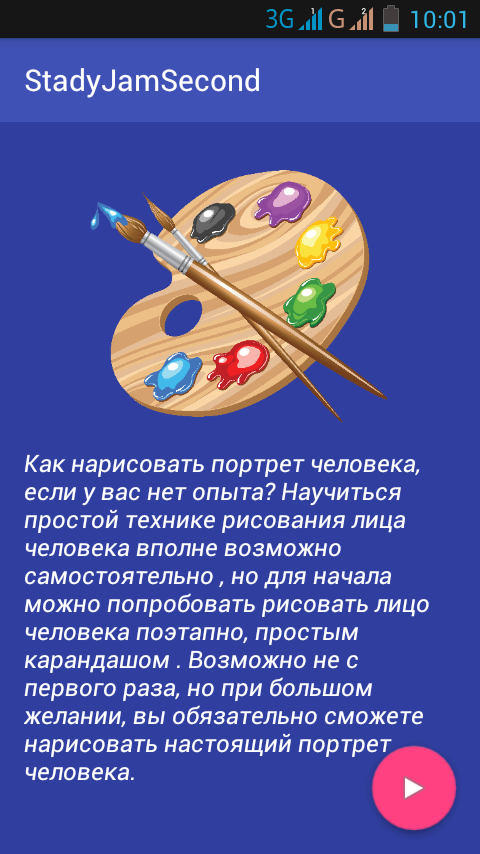 3G 1 G 2 10:01
StadyJamSecond
Как нарисовать портрет человека,
если у вас нет опыта? Научиться
простой технике рисования лица
человека вполне возможно
самостоятельно , но для начала
можно попробовать рисовать лицо
человека поэтапно, простым
карандашом . Возможно не с
первого раза, но при большом
желании, вы обязательно сможете
нарисовать настоящий портрет
человека.